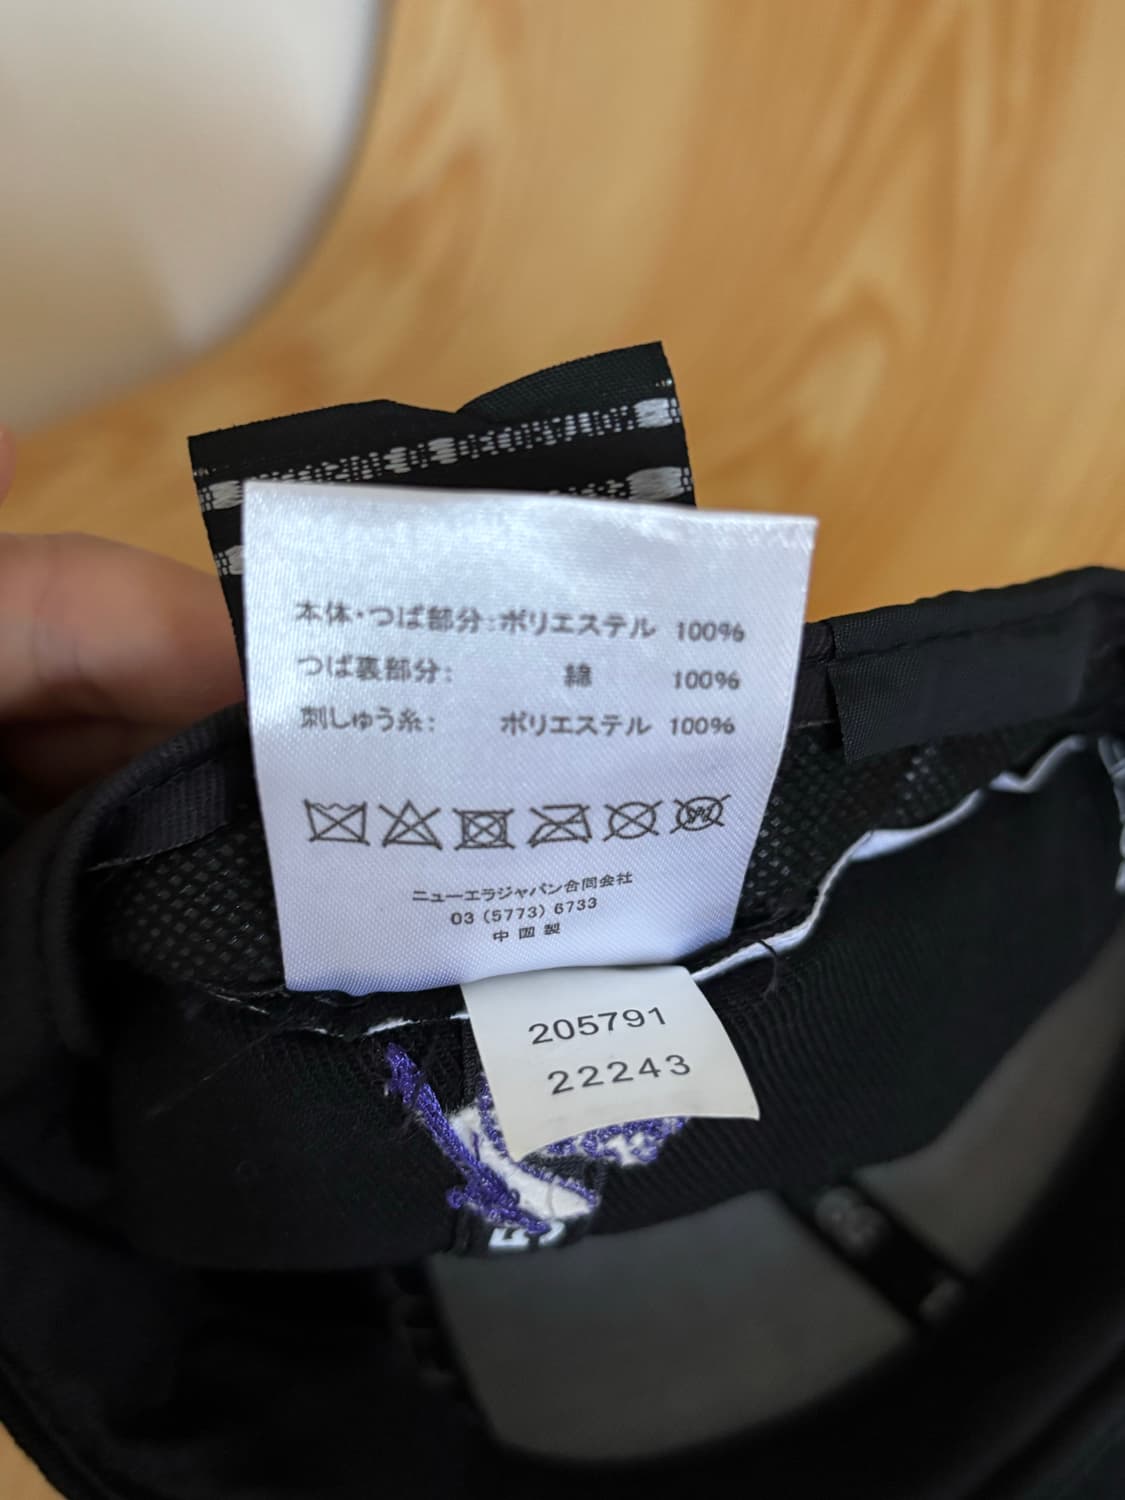 本体・つば部分:ポリエステル 100%
つば裏部分: 綿 100%
刺しゅう糸: ポリエステル 100%
ニューエラジャパン合同会社
03 (5773) 6733
中国製
205791
22243